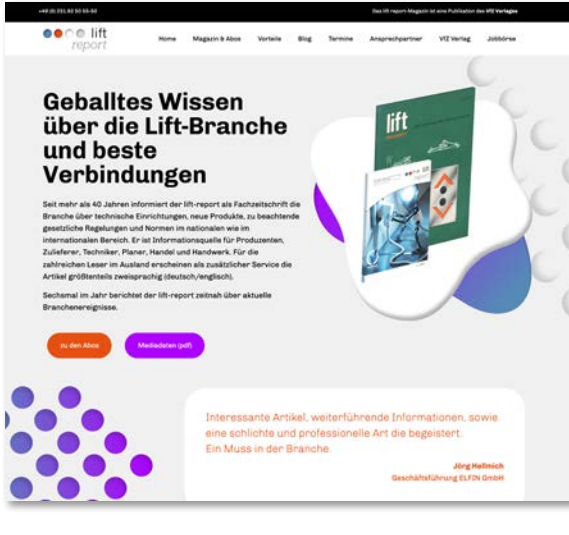 +49 (0) 231.92 50 55-50
Das lift report-Magazin ist eine Publikation des VfZ Verlages
lift
report
Home
Magazin & Abos
Vorteile
Blog
Termine
Ansprechpartner
VfZ Verlag
Jobbörse
Geballtes Wissen
über die Lift-Branche
und beste
Verbindungen
Seit mehr als 40 Jahren informiert der lift-report als Fachzeitschrift die
Branche über technische Einrichtungen, neue Produkte, zu beachtende
gesetzliche Regelungen und Normen im nationalen wie im
internationalen Bereich. Er ist Informationsquelle für Produzenten,
Zulieferer, Techniker, Planer, Handel und Handwerk. Für die
zahlreichen Leser im Ausland erscheinen als zusätzlicher Service die
Artikel größtenteils zweisprachig (deutsch/englisch).
Sechsmal im Jahr berichtet der lift-report zeitnah über aktuelle
Branchenereignisse.
zu den Abos
Mediadaten (pdf)
lift
lift
report
Interessante Artikel, weiterführende Informationen, sowie
eine schlichte und professionelle Art die begeistert.
Ein Muss in der Branche.
Jörg Hellmich
Geschäftsführung ELFIN GmbH